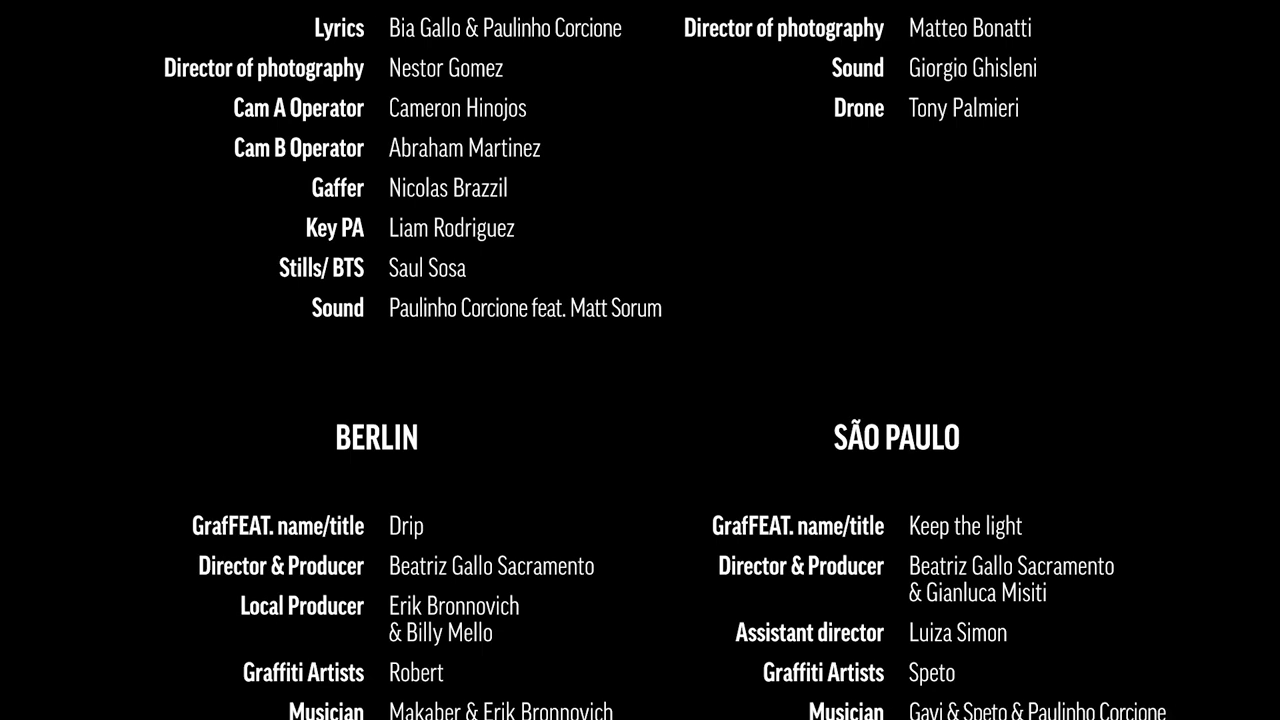 Lyrics Bia Gallo & Paulinho Corcione
Director of photography Nestor Gomez
Cam A Operator Cameron Hinojos
Cam B Operator Abraham Martinez
Gaffer Nicolas Brazzil
Key PA Liam Rodriguez
Stills/ BTS Saul Sosa
Sound Paulinho Corcione feat. Matt Sorum
Director of photography Matteo Bonatti
Sound Giorgio Ghisleni
Drone Tony Palmieri
BERLIN
GrafFEAT. name/title Drip
Director & Producer Beatriz Gallo Sacramento
Local Producer Erik Bronnovich
& Billy Mello
Graffiti Artists Robert
Musician Makaber & Erik Bronnovich
SÃO PAULO
GrafFEAT. name/title Keep the light
Director & Producer Beatriz Gallo Sacramento
& Gianluca Misiti
Assistant director Luiza Simon
Graffiti Artists Speto
Musician Gavi & Speto & Paulinho Corcione